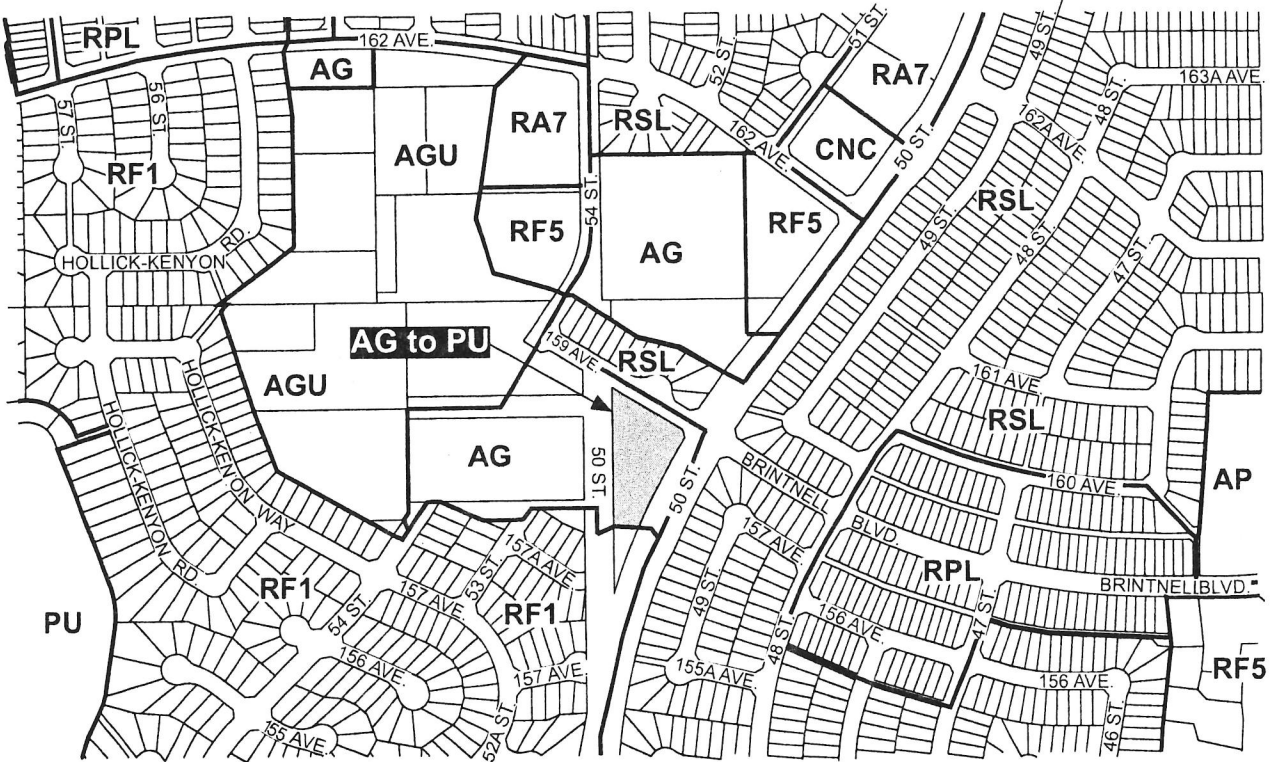 RPL
162 AVE.
51 ST.
49 ST.
AG
52 ST.
RA7
48 ST.
163A AVE.
57 ST.
56 ST.
RA7
RSL
162 AVE.
CNC
50 ST.
162A AVE.
AGU
RF1
54 ST.
RSL
RF5
RF5
49 ST.
48 ST.
47 ST.
HOLLICK-KENYON RD.
AG
AG to PU
159 AVE.
RSL
AGU
HOLLICK-KENYON WAY
161 AVE.
RSL
HOLLICK-KENYON RD
AG
50 ST.
50 ST.
BRINTNELL BLVD.
160 AVE.
AP
157 AVE.
157A AVE.
53 ST.
RPL
BRINTNELL BLVD.
RF1
157 AVE.
RF1
49 ST.
156 AVE.
47 ST.
PU
54 ST.
48 ST.
156 AVE.
157 AVE.
155A AVE.
156 AVE.
RF5
155 AVE.
52A ST.
46 ST.